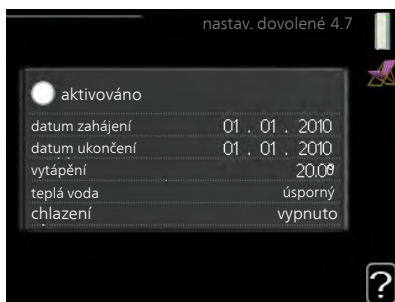 nastav. dovolené 4.7
aktivováno
datum zahájení 01 . 01 . 2010
datum ukončení 01 . 01 . 2010
vytápění 20.0°
teplá voda úsporný
chlazení vypnuto
?